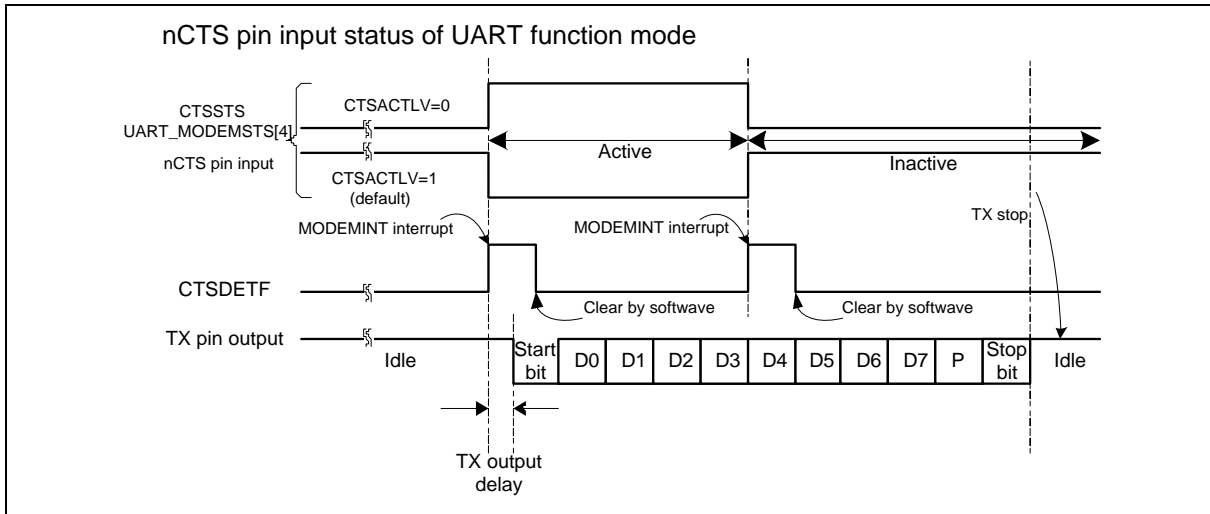 nCTS pin input status of UART function mode
CTSSTS
UART_MODEMSTS[4]
CTSACTLV=0
nCTS pin input
CTSACTLV=1
(default)
Active
Inactive
MODEMINT interrupt
MODEMINT interrupt
TX stop
CTSDETF
Clear by softwave
Clear by softwave
TX pin output
Idle
Start
bit
D0
D1
D2
D3
D4
D5
D6
D7
P
Stop
bit
Idle
TX output
delay